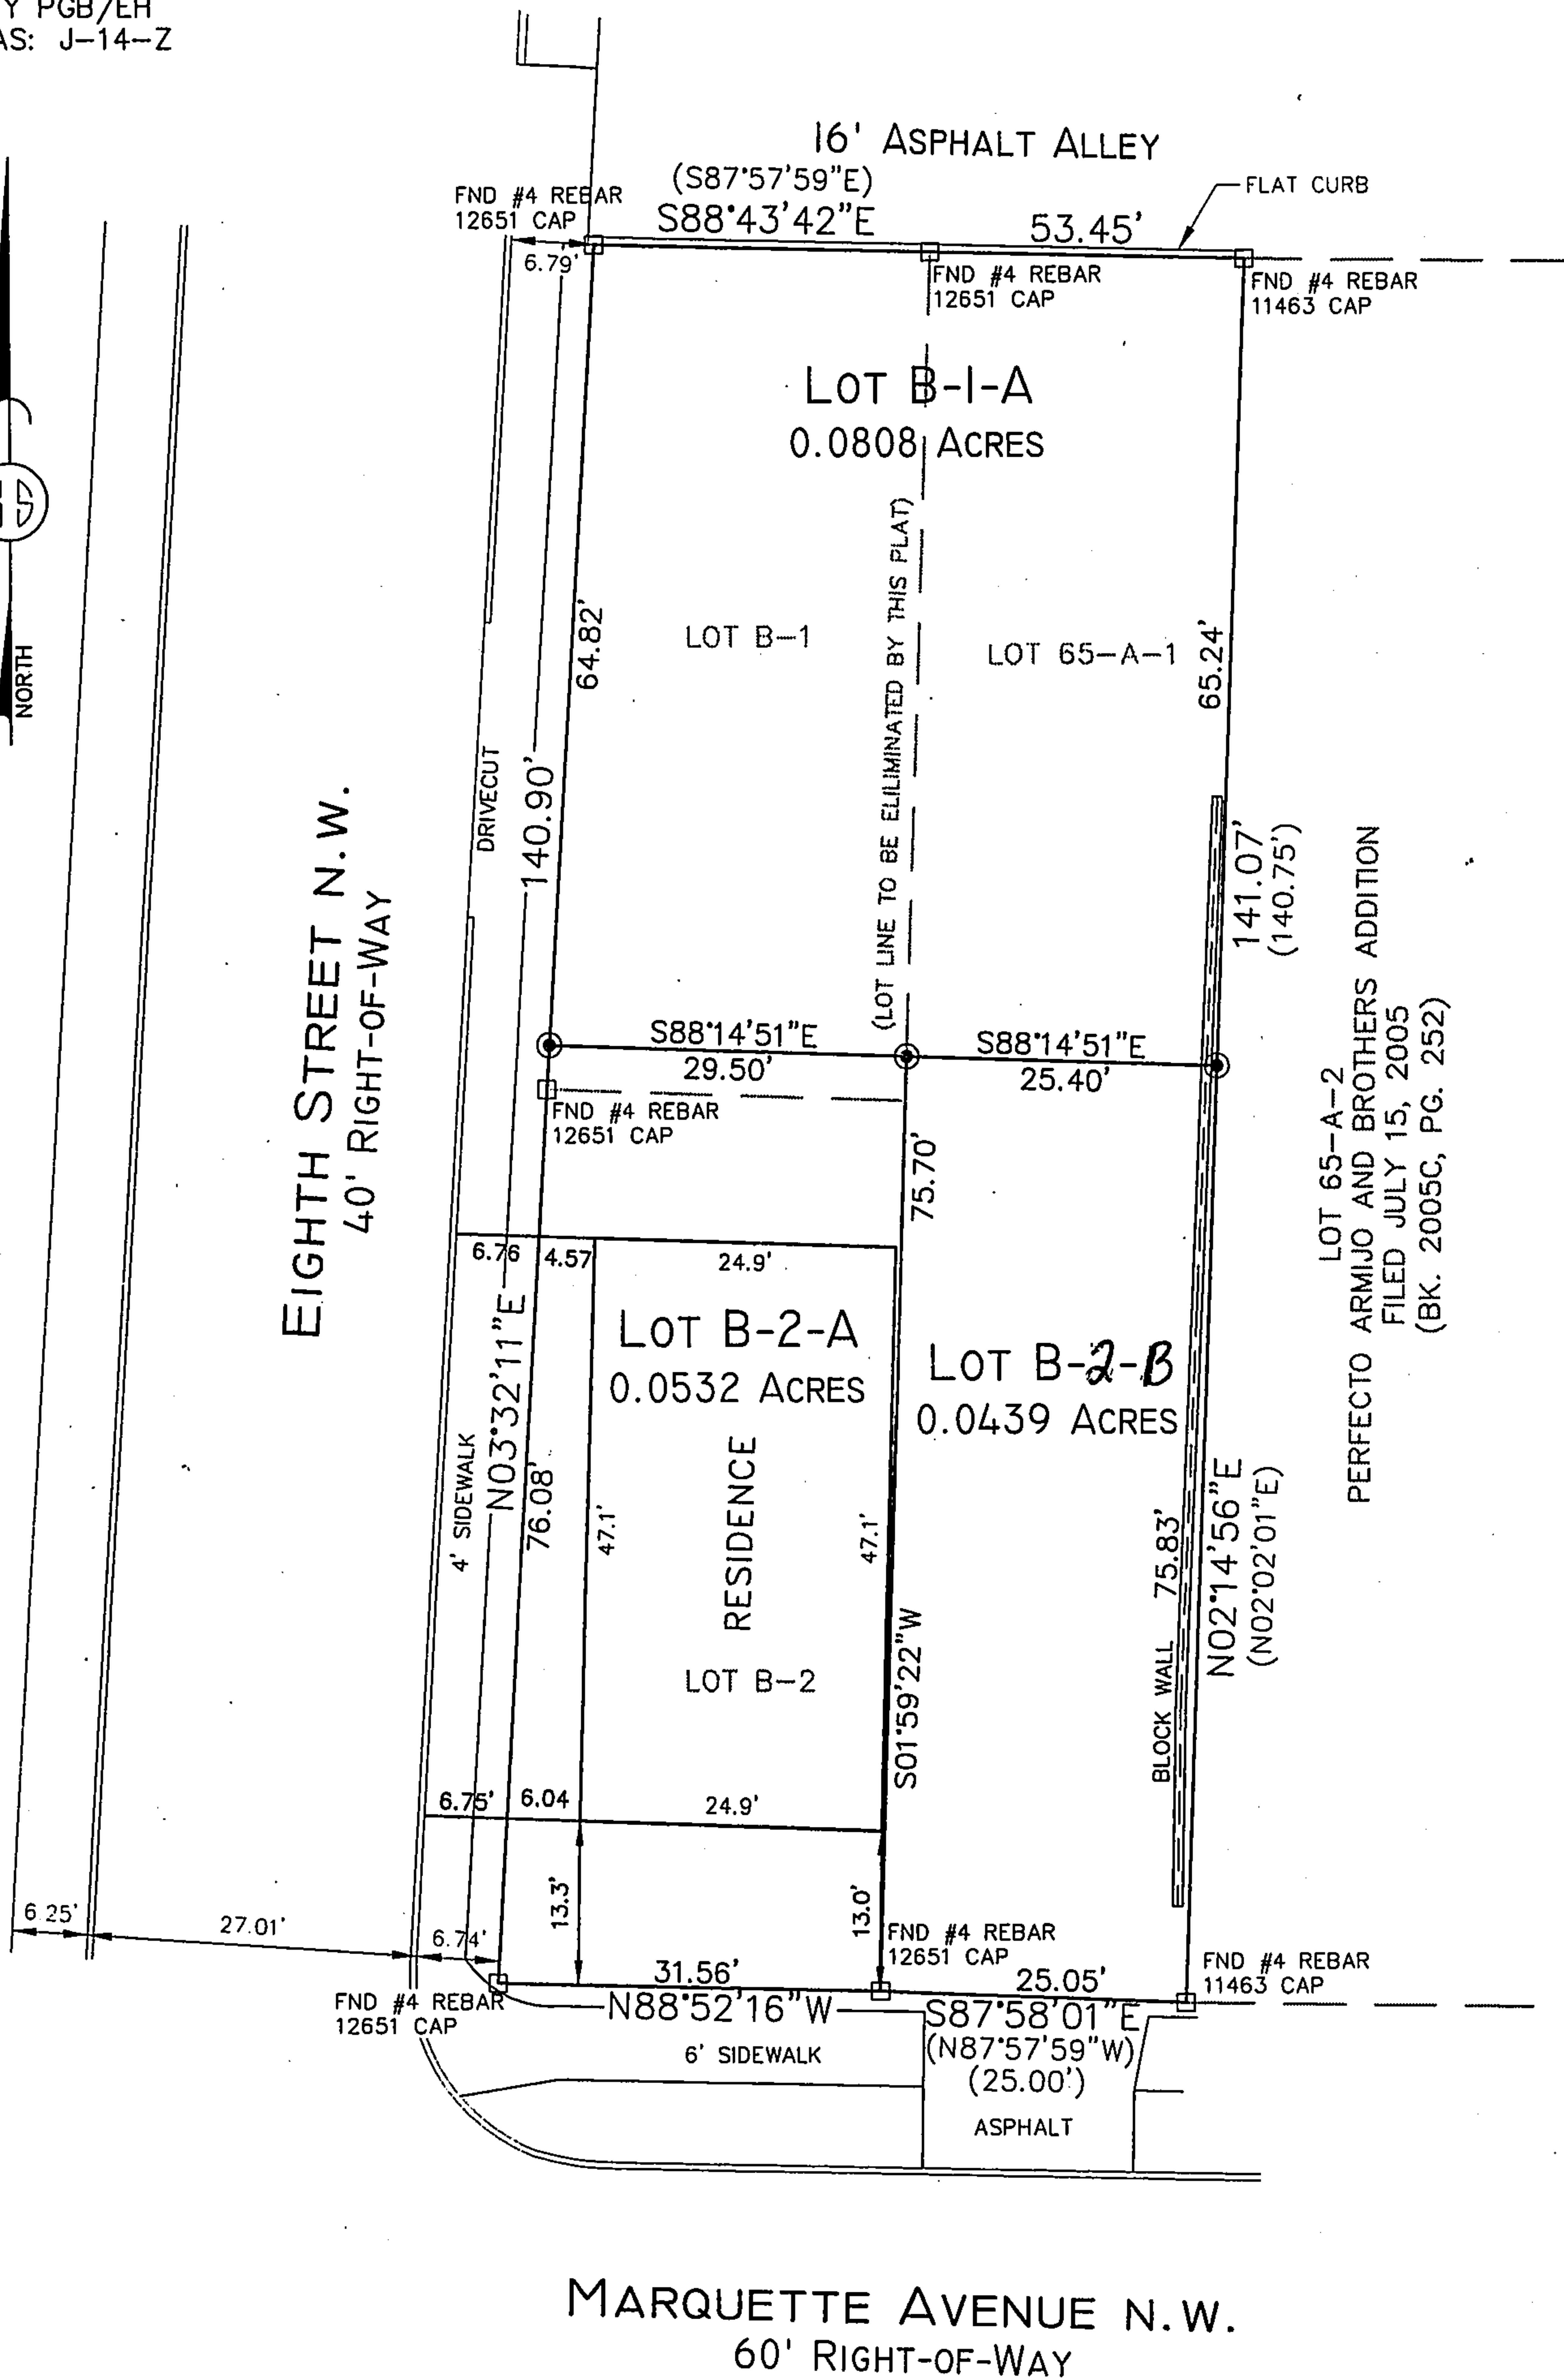 Y PGB/EH
AS: J-14-Z
16' ASPHALT ALLEY
(S87°57'59"E)
S88°43'42"E
53.45'
FLAT CURB
FND #4 REBAR
12651 CAP
6.79'
FND #4 REBAR
12651 CAP
FND #4 REBAR
11463 CAP
LOT B-1-A
0.0808 ACRES
NORTH
64.82'
LOT B-1
(LOT LINE TO BE ELILIMINATED BY THIS PLAT)
LOT 65-A-1
65.24'
DRIVECUT
140.90'
141.07'
(140.75')
EIGHTH STREET N.W.
40' RIGHT-OF-WAY
S88°14'51"E
29.50'
S88°14'51"E
25.40'
FND #4 REBAR
12651 CAP
75.70'
LOT 65-A-2
PERFECTO ARMIJO AND BROTHERS ADDITION
FILED JULY 15, 2005
(BK. 2005C, PG. 252)
6.76
4.57
24.9'
LOT B-2-A
0.0532 ACRES
LOT B-2-B
0.0439 ACRES
N03°32'11"E
76.08'
4' SIDEWALK
47.1'
RESIDENCE
47.1'
LOT B-2
S01°59'22"W
BLOCK WALL
75.83'
N02°14'56"E
(N02°02'01"E)
6.75'
6.04
24.9'
13.3'
13.0'
6.25'
27.01'
6.74'
FND #4 REBAR
12651 CAP
31.56'
N88°52'16"W
FND #4 REBAR
12651 CAP
25.05'
S87°58'01"E
(N87°57'59"W)
(25.00')
FND #4 REBAR
11463 CAP
6' SIDEWALK
ASPHALT
MARQUETTE AVENUE N.W.
60' RIGHT-OF-WAY